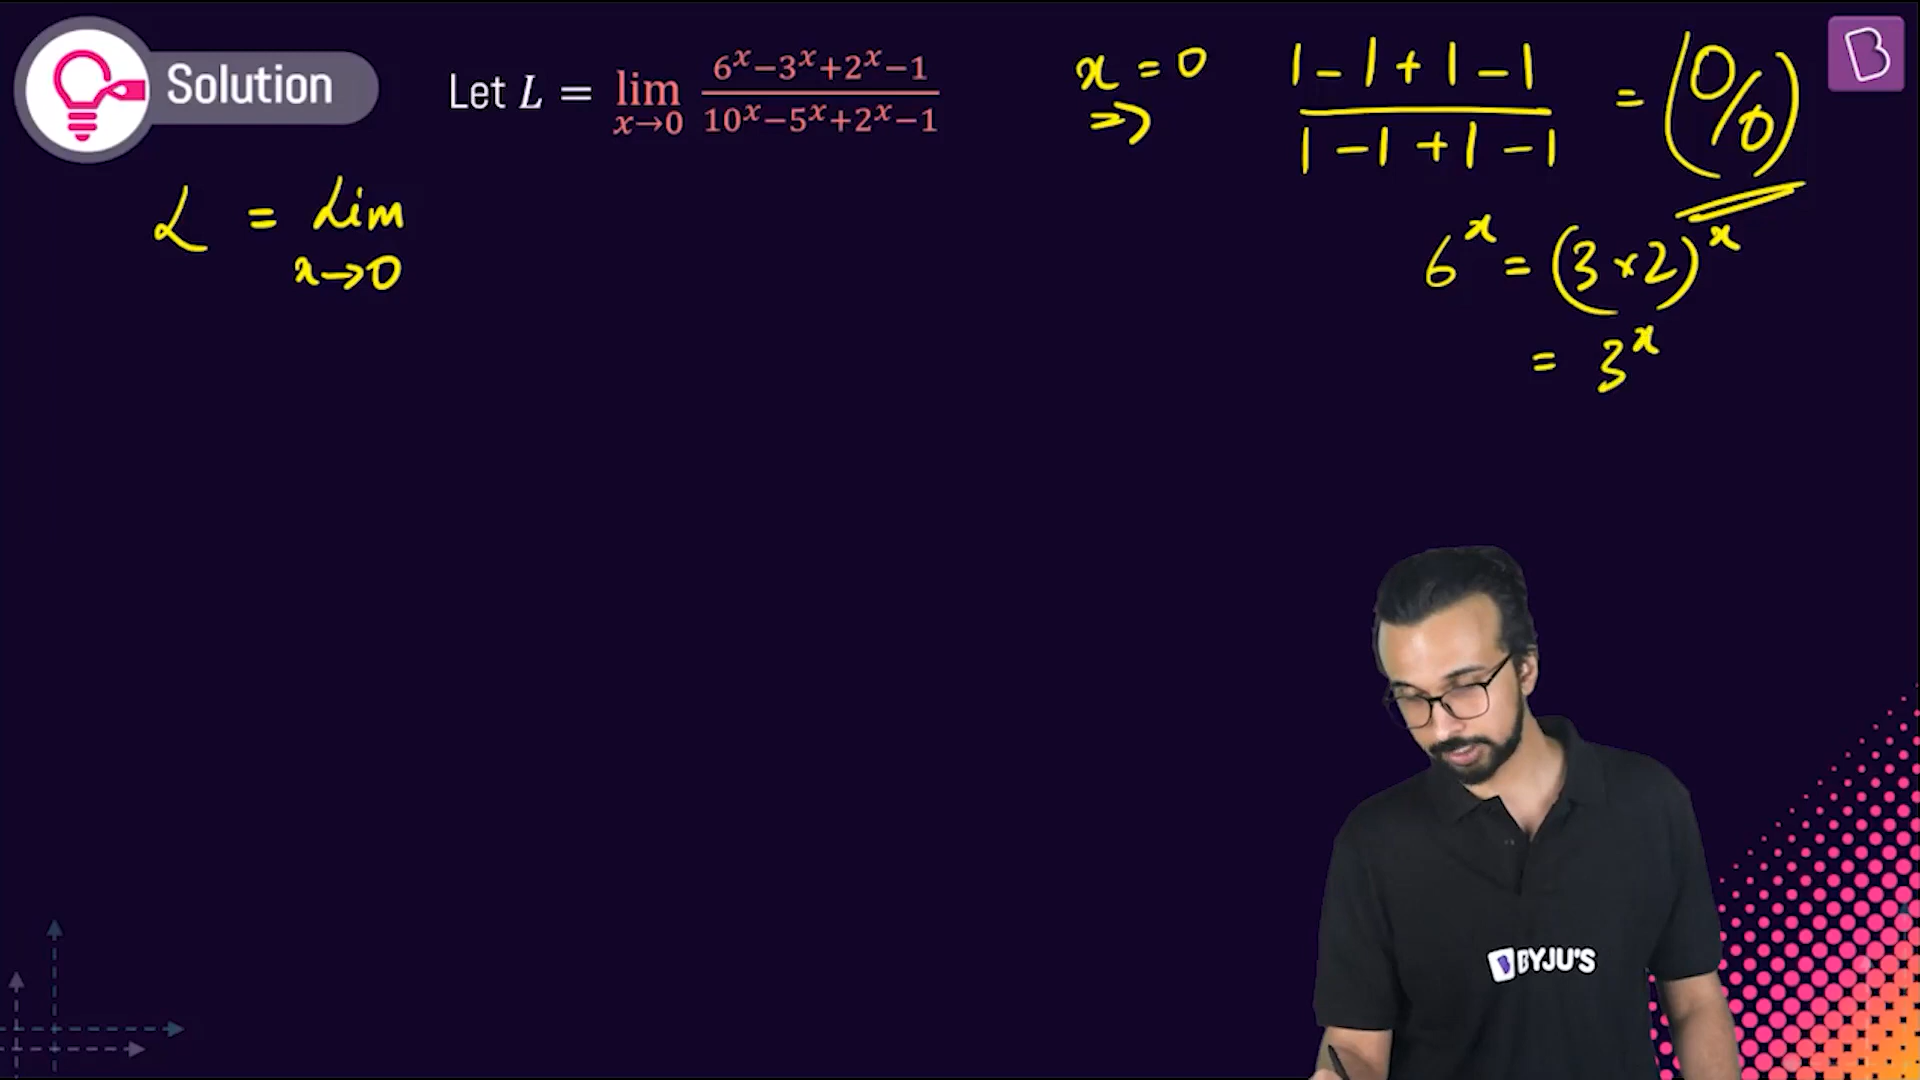 Solution
Let L = lim x→0 (6^x−3^x+2^x−1)/(10^x−5^x+2^x−1)
x = 0 ⇒ (1−1+1−1)/(1−1+1−1) = (0/0)
L = Lim x→0
6^x = (3×2)^x
= 3^x
BYJU'S